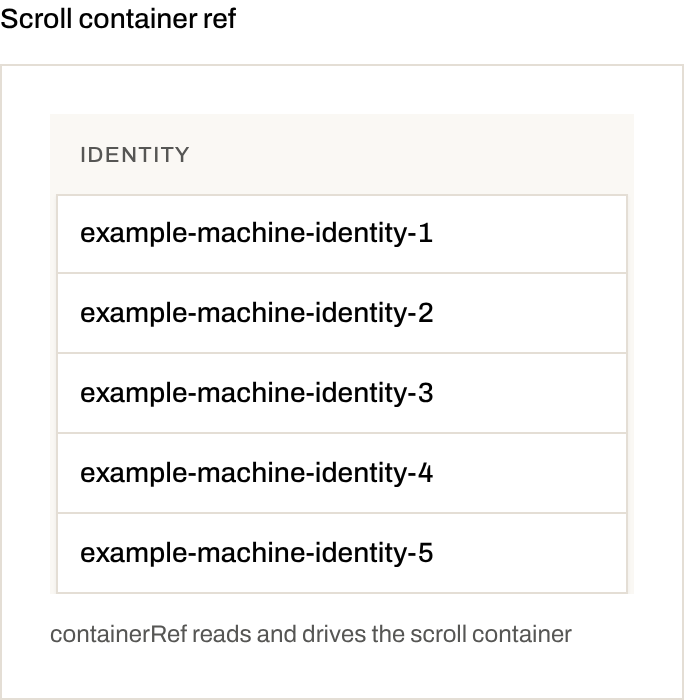 Scroll container ref
IDENTITY
example-machine-identity-1
example-machine-identity-2
example-machine-identity-3
example-machine-identity-4
example-machine-identity-5
containerRef reads and drives the scroll container